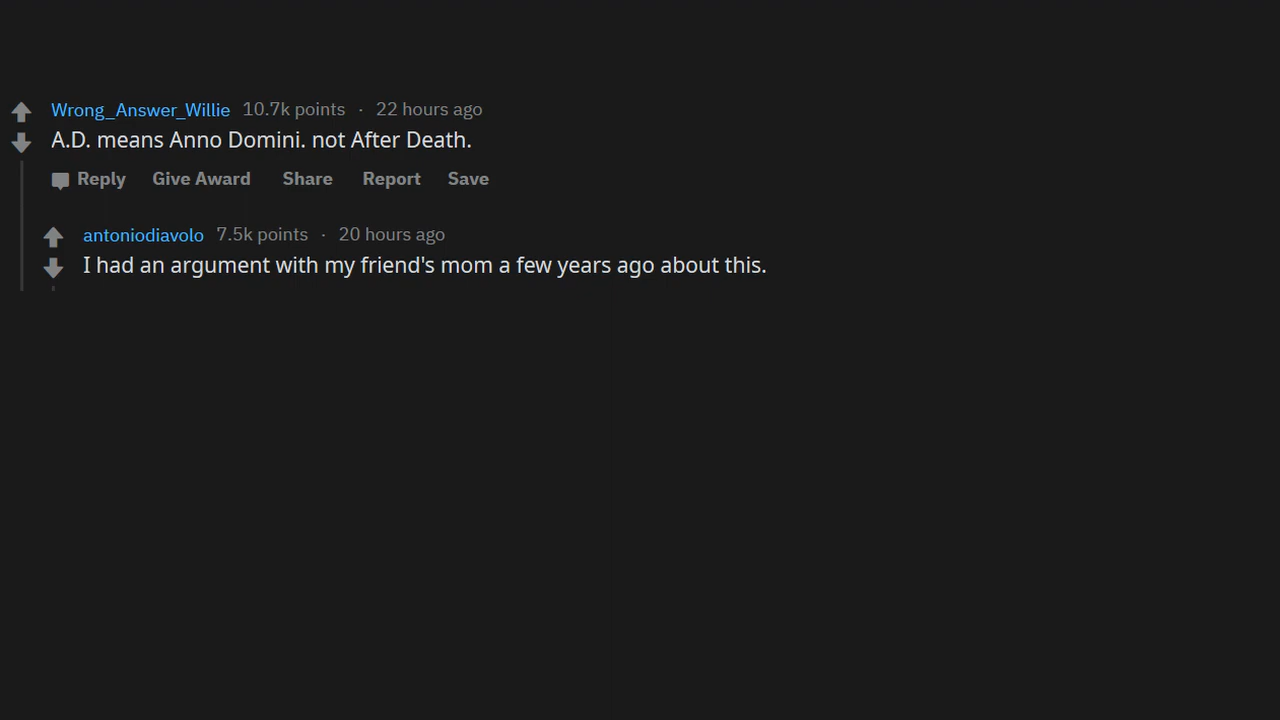 Wrong_Answer_Willie 10.7k points · 22 hours ago
A.D. means Anno Domini. not After Death.
Reply Give Award Share Report Save
antoniodiavolo 7.5k points · 20 hours ago
I had an argument with my friend's mom a few years ago about this.